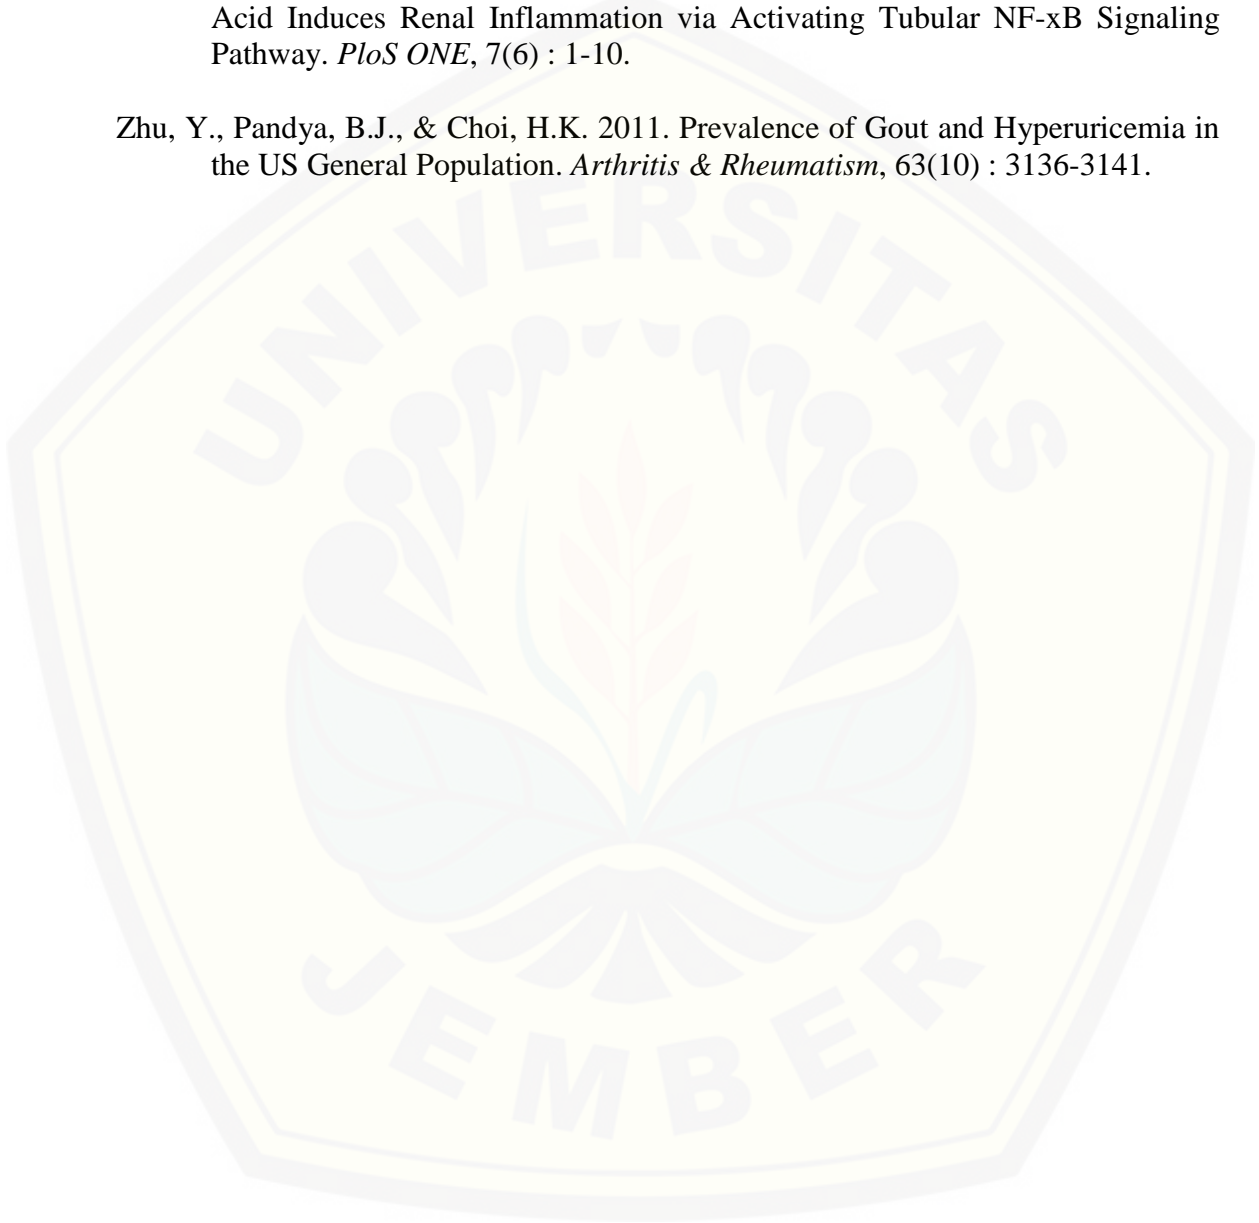 Acid Induces Renal Inflammation via Activating Tubular NF-xB Signaling
Pathway. PloS ONE, 7(6) : 1-10.
Zhu, Y., Pandya, B.J., & Choi, H.K. 2011. Prevalence of Gout and Hyperuricemia in
the US General Population. Arthritis & Rheumatism, 63(10) : 3136-3141.
UNIVERSITAS
JEMBER